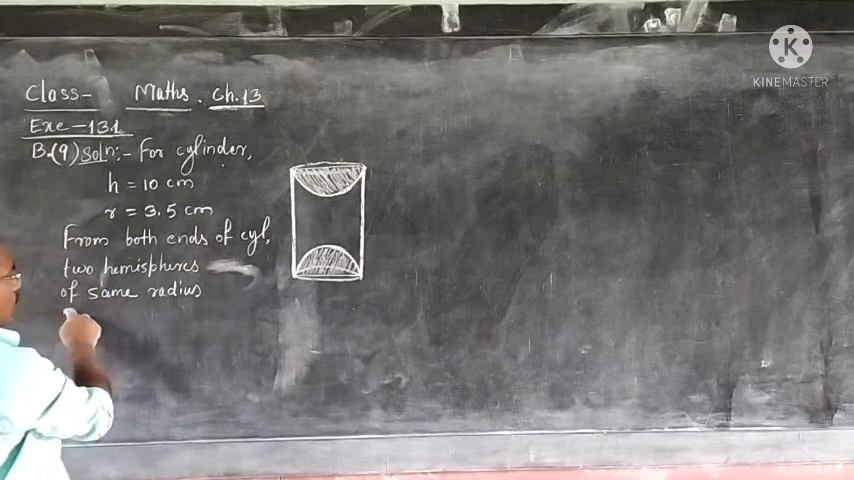 Class- Maths. Ch. 13
Exe-13.1
B.(9) Soln:- For cylinder,
h = 10 cm
r = 3.5 cm
From both ends of cyl,
two hemispheres
of same radius
K
KINEMASTER